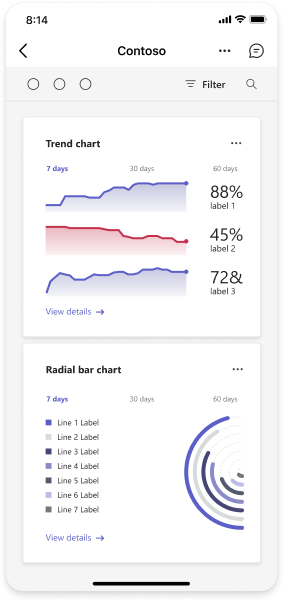 8:14
Contoso
Filter
Trend chart
7 days 30 days 60 days
88%
label 1
45%
label 2
72&
label 3
View details
Radial bar chart
7 days 30 days 60 days
Line 1 Label
Line 2 Label
Line 3 Label
Line 4 Label
Line 5 Label
Line 6 Label
Line 7 Label
View details